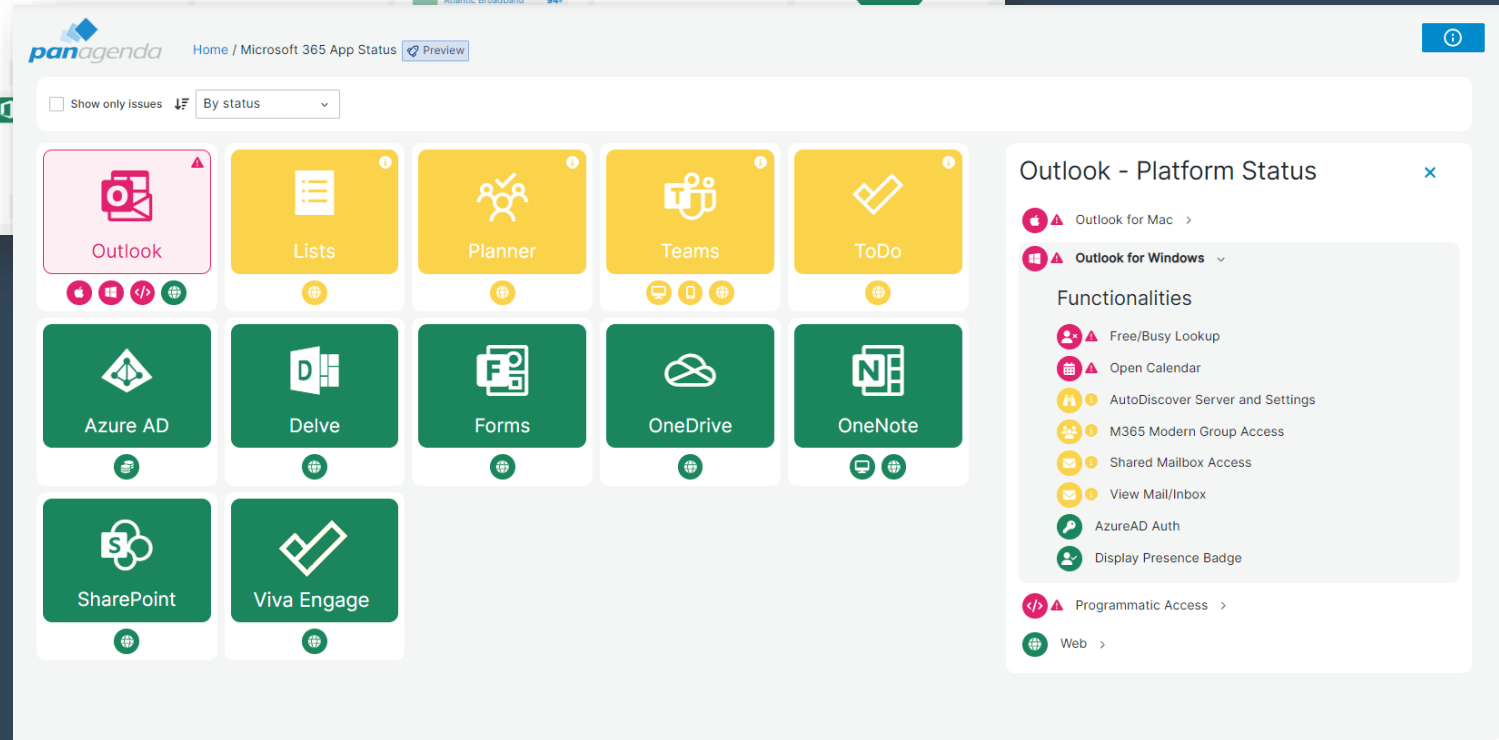 Atlantic Broadband
panagenda
Home / Microsoft 365 App Status Preview
Show only issues By status
Outlook
Lists
Planner
Teams
ToDo
Azure AD
Delve
Forms
OneDrive
OneNote
SharePoint
Viva Engage
Outlook - Platform Status
Outlook for Mac
Outlook for Windows
Functionalities
Free/Busy Lookup
Open Calendar
AutoDiscover Server and Settings
M365 Modern Group Access
Shared Mailbox Access
View Mail/Inbox
AzureAD Auth
Display Presence Badge
Programmatic Access
Web